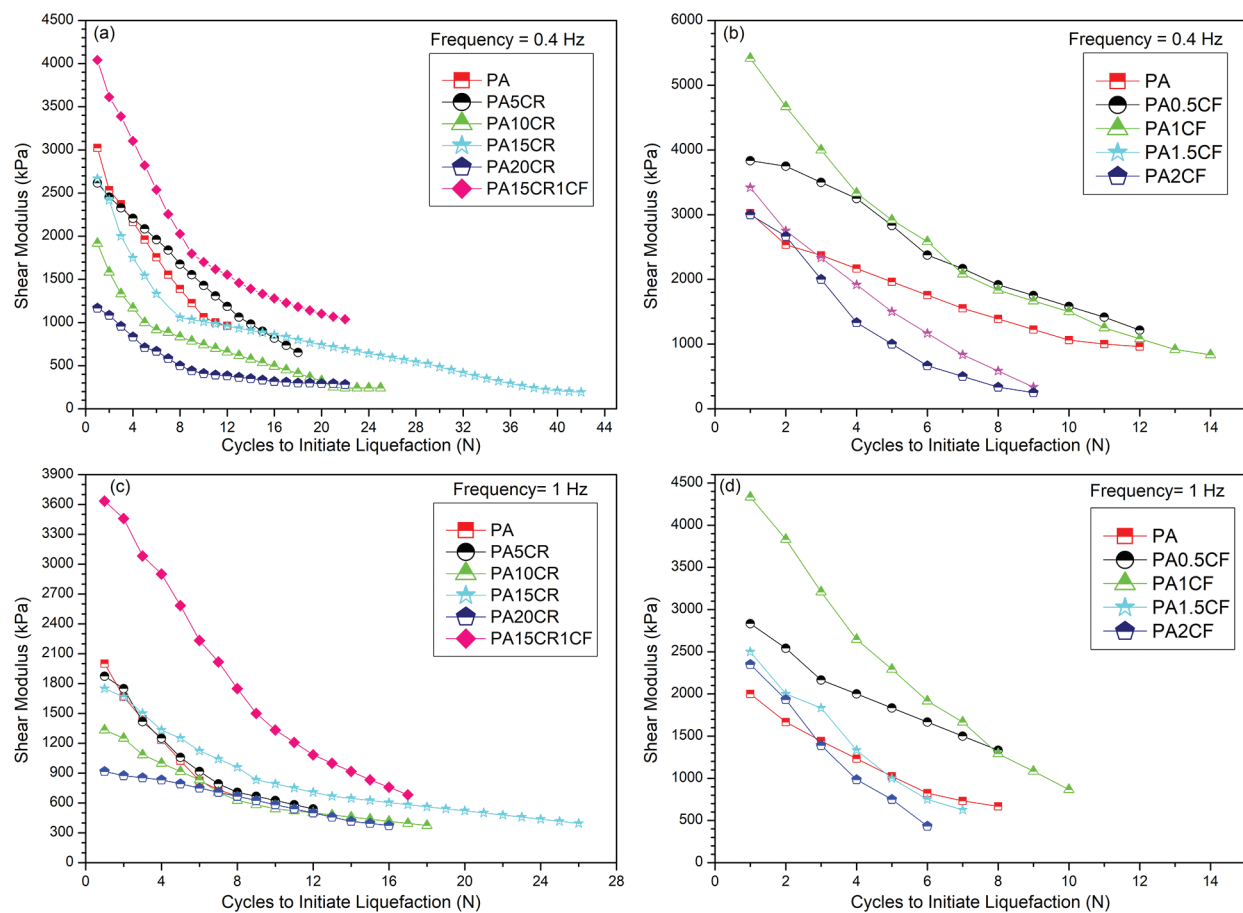 (a)
Frequency = 0.4 Hz
PA
PA5CR
PA10CR
PA15CR
PA20CR
PA15CR1CF
Shear Modulus (kPa)
4500
4000
3500
3000
2500
2000
1500
1000
500
0
0 4 8 12 16 20 24 28 32 36 40 44
Cycles to Initiate Liquefaction (N)
(b)
Frequency = 0.4 Hz
PA
PA0.5CF
PA1CF
PA1.5CF
PA2CF
Shear Modulus (kPa)
6000
5000
4000
3000
2000
1000
0
0 2 4 6 8 10 12 14
Cycles to Initiate Liquefaction (N)
(c)
Frequency= 1 Hz
PA
PA5CR
PA10CR
PA15CR
PA20CR
PA15CR1CF
Shear Modulus (kPa)
3900
3600
3300
3000
2700
2400
2100
1800
1500
1200
900
600
300
0
0 2 4 6 8 10 12 14 16 18 20 22 24 26 28
Cycles to Initiate Liquefaction (N)
(d)
Frequency= 1 Hz
PA
PA0.5CF
PA1CF
PA1.5CF
PA2CF
Shear Modulus (kPa)
4500
4000
3500
3000
2500
2000
1500
1000
500
0
0 2 4 6 8 10 12 14
Cycles to Initiate Liquefaction (N)